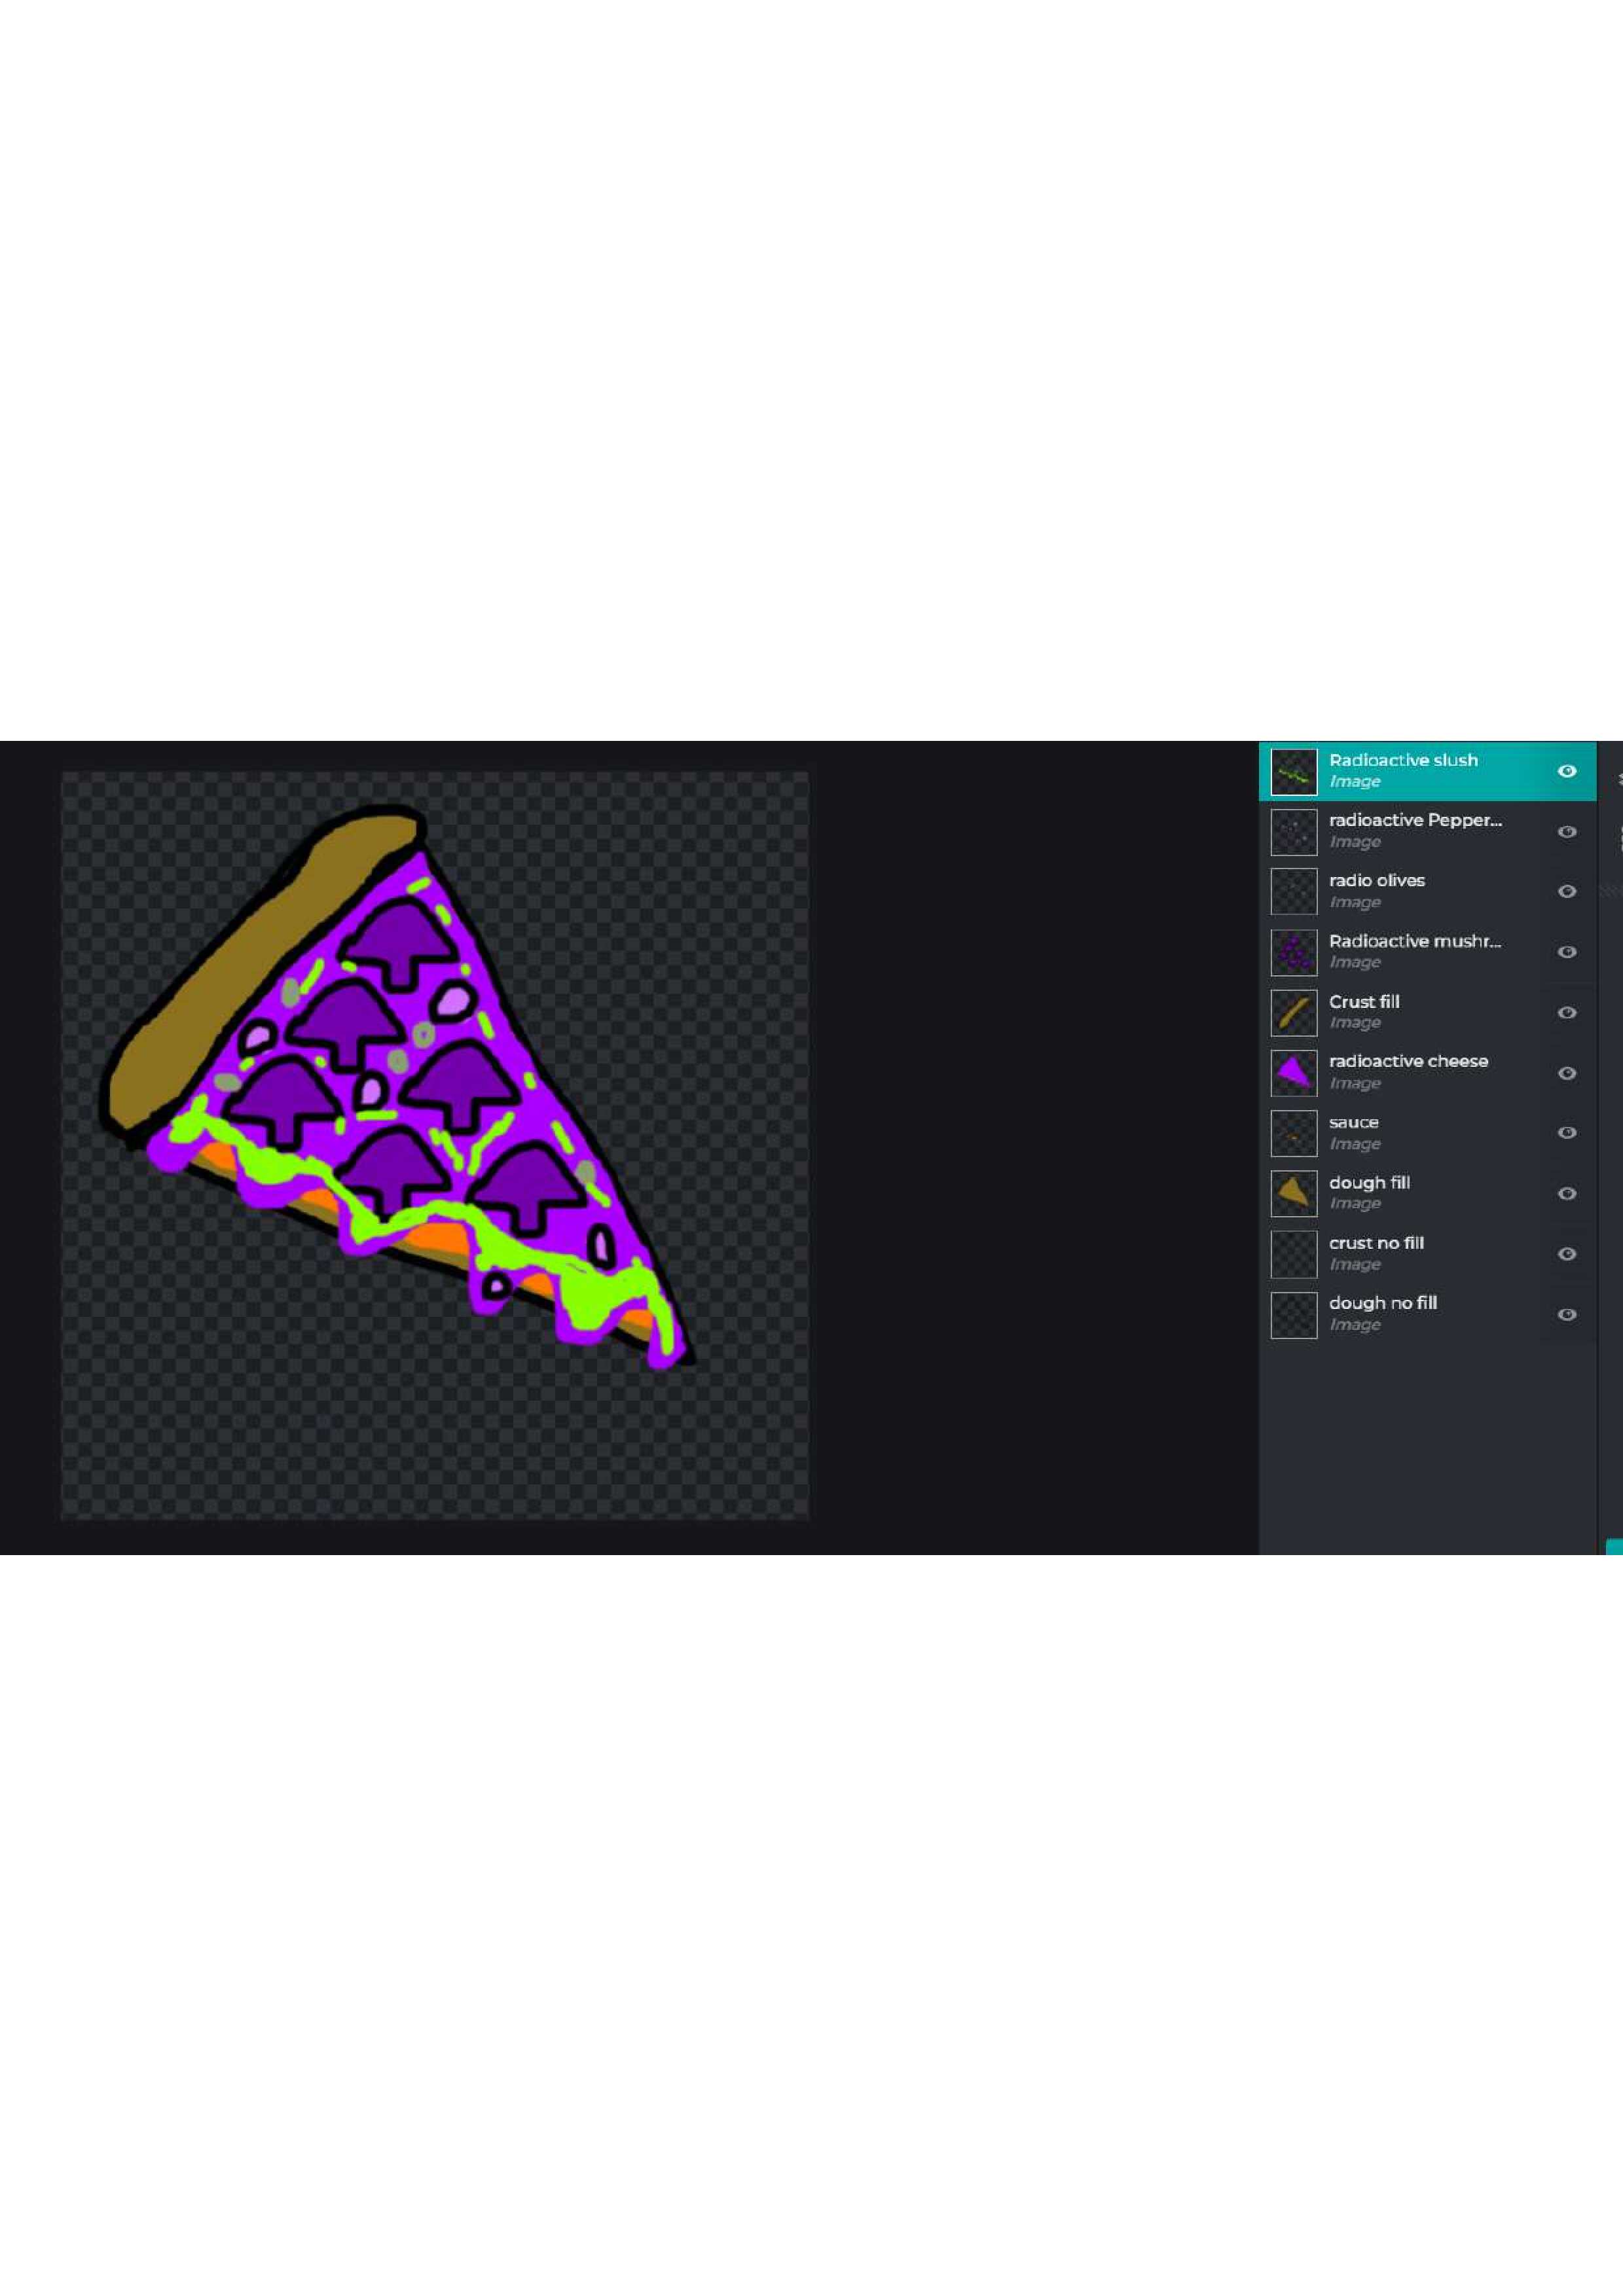 Radioactive slush
Image
radioactive Pepper...
Image
radio olives
Image
Radioactive mushr...
Image
Crust fill
Image
radioactive cheese
Image
sauce
Image
dough fill
Image
crust no fill
Image
dough no fill
Image